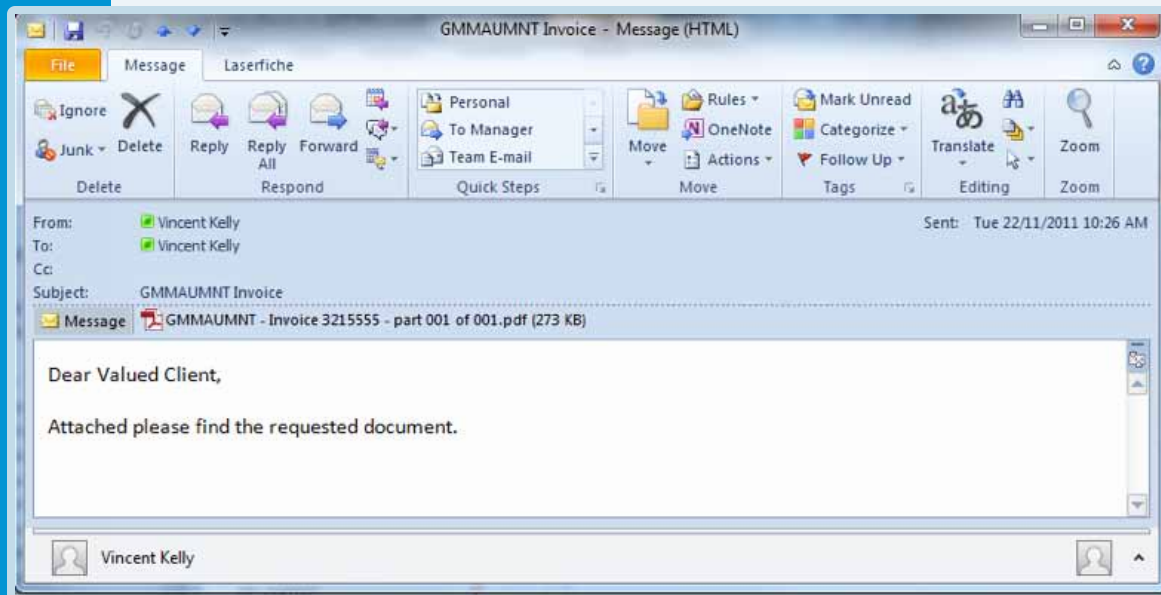 GMMAUMNT Invoice - Message (HTML)
File Message Laserfiche
Ignore
Junk
Delete
Reply
Reply All
Forward
Personal
To Manager
Team E-mail
Move
Rules
OneNote
Actions
Mark Unread
Categorize
Follow Up
Translate
Zoom
Delete Respond Quick Steps Move Tags Editing Zoom
From: Vincent Kelly Sent: Tue 22/11/2011 10:26 AM
To: Vincent Kelly
Cc:
Subject: GMMAUMNT Invoice
Message GMMAUMNT - Invoice 3215555 - part 001 of 001.pdf (273 KB)
Dear Valued Client,
Attached please find the requested document.
Vincent Kelly